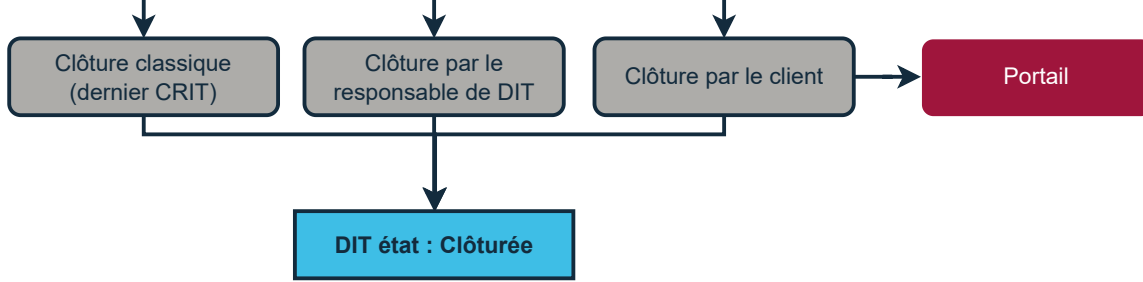 Clôture classique
(dernier CRIT)
Clôture par le
responsable de DIT
Clôture par le client
Portail
DIT état : Clôturée